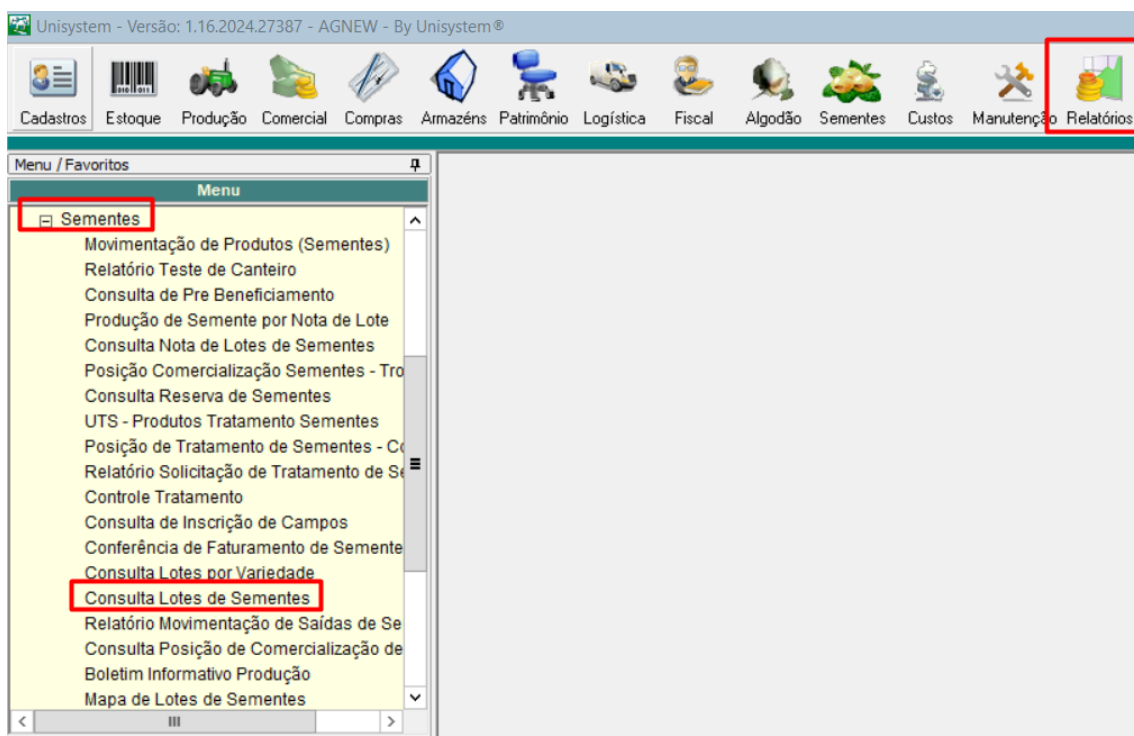 Unisystem - Versão: 1.16.2024.27387 - AGNEW - By Unisystem®
Cadastros Estoque Produção Comercial Compras Armazéns Patrimônio Logística Fiscal Algodão Sementes Custos Manutenção Relatórios
Menu / Favoritos
Menu
Sementes
Movimentação de Produtos (Sementes)
Relatório Teste de Canteiro
Consulta de Pre Beneficiamento
Produção de Semente por Nota de Lote
Consulta Nota de Lotes de Sementes
Posição Comercialização Sementes - Tro
Consulta Reserva de Sementes
UTS - Produtos Tratamento Sementes
Posição de Tratamento de Sementes - Co
Relatório Solicitação de Tratamento de Se
Controle Tratamento
Consulta de Inscrição de Campos
Conferência de Faturamento de Semente
Consulta Lotes por Variedade
Consulta Lotes de Sementes
Relatório Movimentação de Saídas de Se
Consulta Posição de Comercialização de
Boletim Informativo Produção
Mapa de Lotes de Sementes